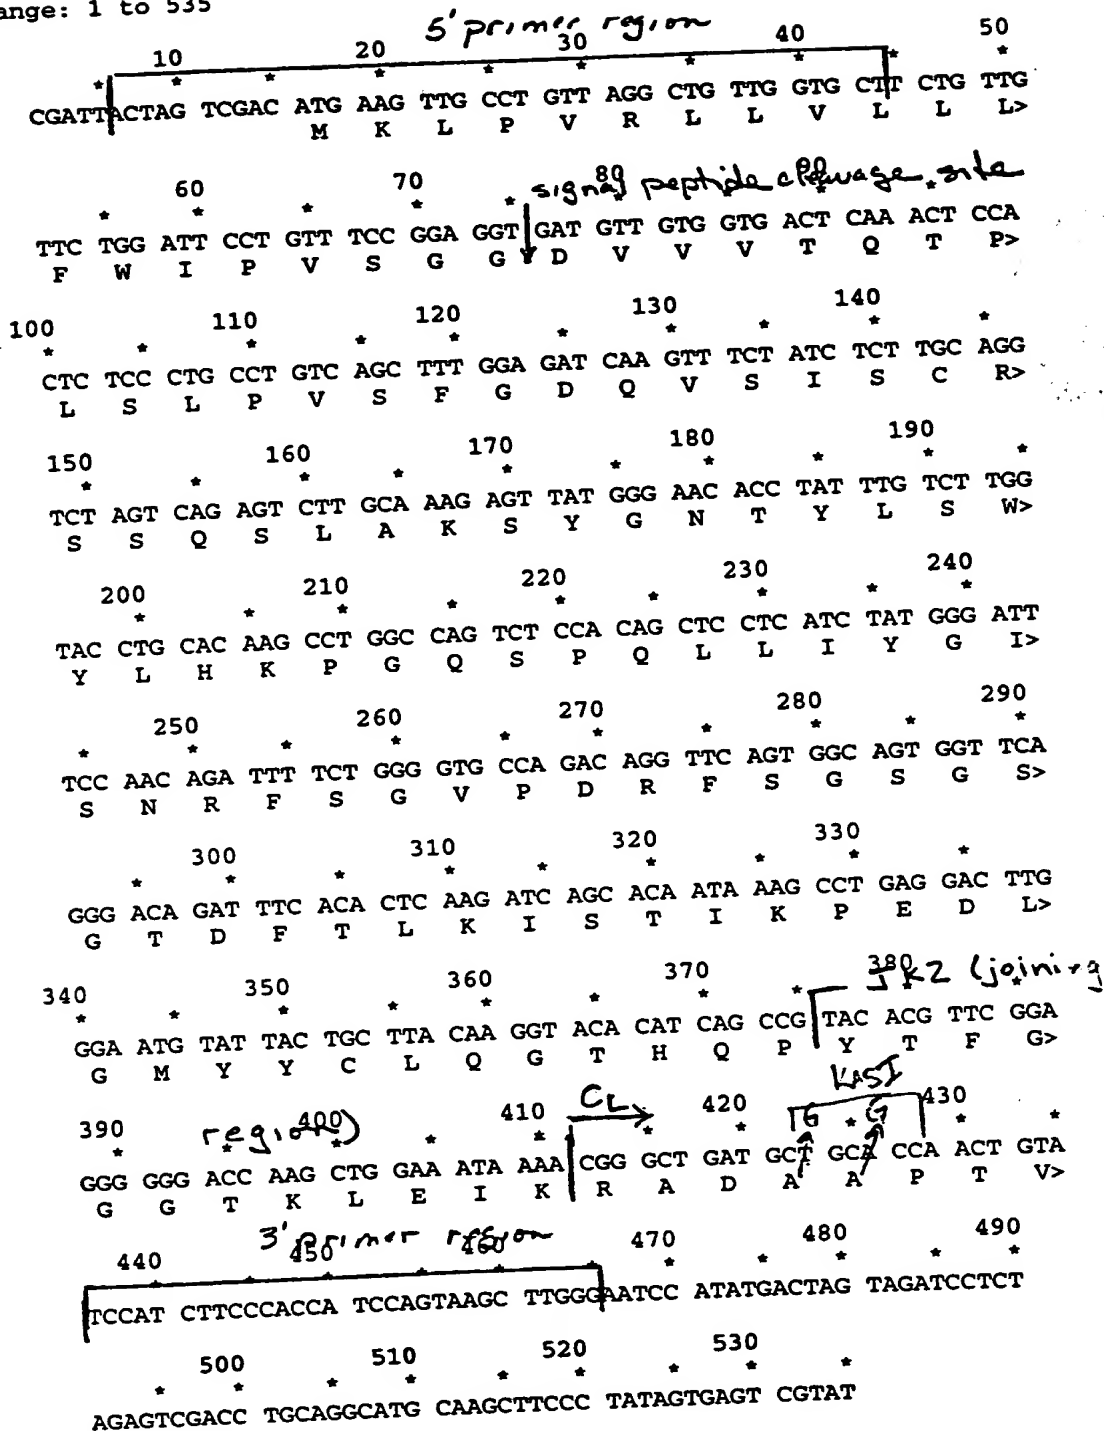 ange: 1 to 535
5' primer region
10 20 30 40 50
* * * * * * * * * *
CGATTACTAG TCGAC ATG AAG TTG CCT GTT AGG CTG TTG GTG CTT CTG TTG
M K L P V R L L V L L L>
signal peptide cleavage site
60 70 80 90
* * * * * * * * *
TTC TGG ATT CCT GTT TCC GGA GGT GAT GTT GTG GTG ACT CAA ACT CCA
F W I P V S G G D V V V T Q T P>
100 110 120 130 140
* * * * * * * * * *
CTC TCC CTG CCT GTC AGC TTT GGA GAT CAA GTT TCT ATC TCT TGC AGG
L S L P V S F G D Q V S I S C R>
150 160 170 180 190
* * * * * * * * * *
TCT AGT CAG AGT CTT GCA AAG AGT TAT GGG AAC ACC TAT TTG TCT TGG
S S Q S L A K S Y G N T Y L S W>
200 210 220 230 240
* * * * * * * * *
TAC CTG CAC AAG CCT GGC CAG TCT CCA CAG CTC CTC ATC TAT GGG ATT
Y L H K P G Q S P Q L L I Y G I>
250 260 270 280 290
* * * * * * * * * *
TCC AAC AGA TTT TCT GGG GTG CCA GAC AGG TTC AGT GGC AGT GGT TCA
S N R F S G V P D R F S G S G S>
300 310 320 330
* * * * * * * * *
GGG ACA GAT TTC ACA CTC AAG ATC AGC ACA ATA AAG CCT GAG GAC TTG
G T D F T L K I S T I K P E D L>
JK2 (joining
340 350 360 370 380
* * * * * * * * * *
GGA ATG TAT TAC TGC TTA CAA GGT ACA CAT CAG CCG TAC ACG TTC GGA
G M Y Y C L Q G T H Q P Y T F G>
region)
CL
KasI
390 400 410 420 430
G G
* * * * * * * * * *
GGG GGG ACC AAG CTG GAA ATA AAA CGG GCT GAT GCT GCA CCA ACT GTA
G G T K L E I K R A D A A P T V>
3' primer region
440 450 460 470 480 490
* * * * * * * * * * *
TCCAT CTTCCCACCA TCCAGTAAGC TTGGGAATCC ATATGACTAG TAGATCCTCT
500 510 520 530
* * * * * * * * *
AGAGTCGACC TGCAGGCATG CAAGCTTCCC TATAGTGAGT CGTAT